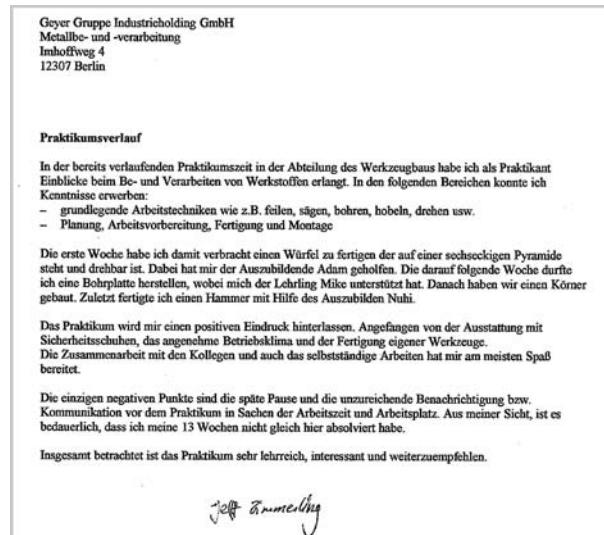 Geyer Gruppe Industrieholding GmbH
Metallbe- und -verarbeitung
Imhoffweg 4
12307 Berlin
Praktikumsverlauf
In der bereits verlaufenden Praktikumszeit in der Abteilung des Werkzeugbaus habe ich als Praktikant
Einblicke beim Be- und Verarbeiten von Werkstoffen erlangt. In den folgenden Bereichen konnte ich
Kenntnisse erwerben:
– grundlegende Arbeitstechniken wie z.B. feilen, sägen, bohren, hobeln, drehen usw.
– Planung, Arbeitsvorbereitung, Fertigung und Montage
Die erste Woche habe ich damit verbracht einen Würfel zu fertigen der auf einer sechseckigen Pyramide
steht und drehbar ist. Dabei hat mir der Auszubildende Adam geholfen. Die darauf folgende Woche durfte
ich eine Bohrplatte herstellen, wobei mich der Lehrling Mike unterstützt hat. Danach haben wir einen Körner
gebaut. Zuletzt fertigte ich einen Hammer mit Hilfe des Auszubilden Nuhi.
Das Praktikum wird mir einen positiven Eindruck hinterlassen. Angefangen von der Ausstattung mit
Sicherheitsschuhen, das angenehme Betriebsklima und der Fertigung eigener Werkzeuge.
Die Zusammenarbeit mit den Kollegen und auch das selbstständige Arbeiten hat mir am meisten Spaß
bereitet.
Die einzigen negativen Punkte sind die späte Pause und die unzureichende Benachrichtigung bzw.
Kommunikation vor dem Praktikum in Sachen der Arbeitszeit und Arbeitsplatz. Aus meiner Sicht, ist es
bedauerlich, dass ich meine 13 Wochen nicht gleich hier absolviert habe.
Insgesamt betrachtet ist das Praktikum sehr lehrreich, interessant und weiterzuempfehlen.
Jeff